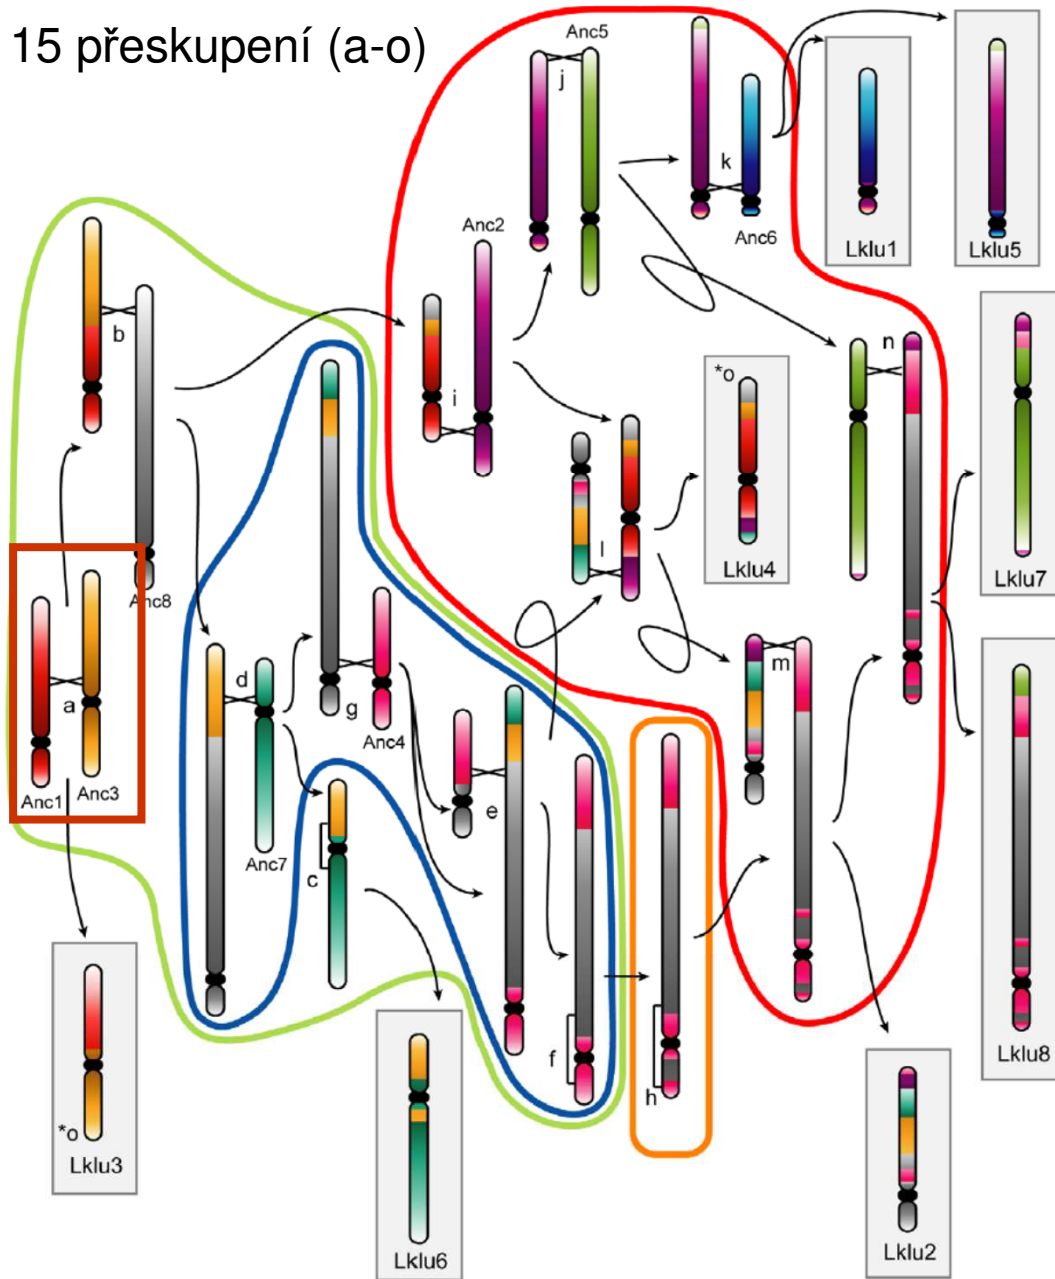 15 přeskupení (a-o)
Anc5
j
k
Anc6
Lklu1
Lklu5
Anc2
b
i
n
*o
Lklu4
Lklu7
Anc8
l
a
Anc1
Anc3
d
g
Anc4
m
e
Anc7
c
f
h
*o
Lklu3
Lklu6
Lklu2
Lklu8